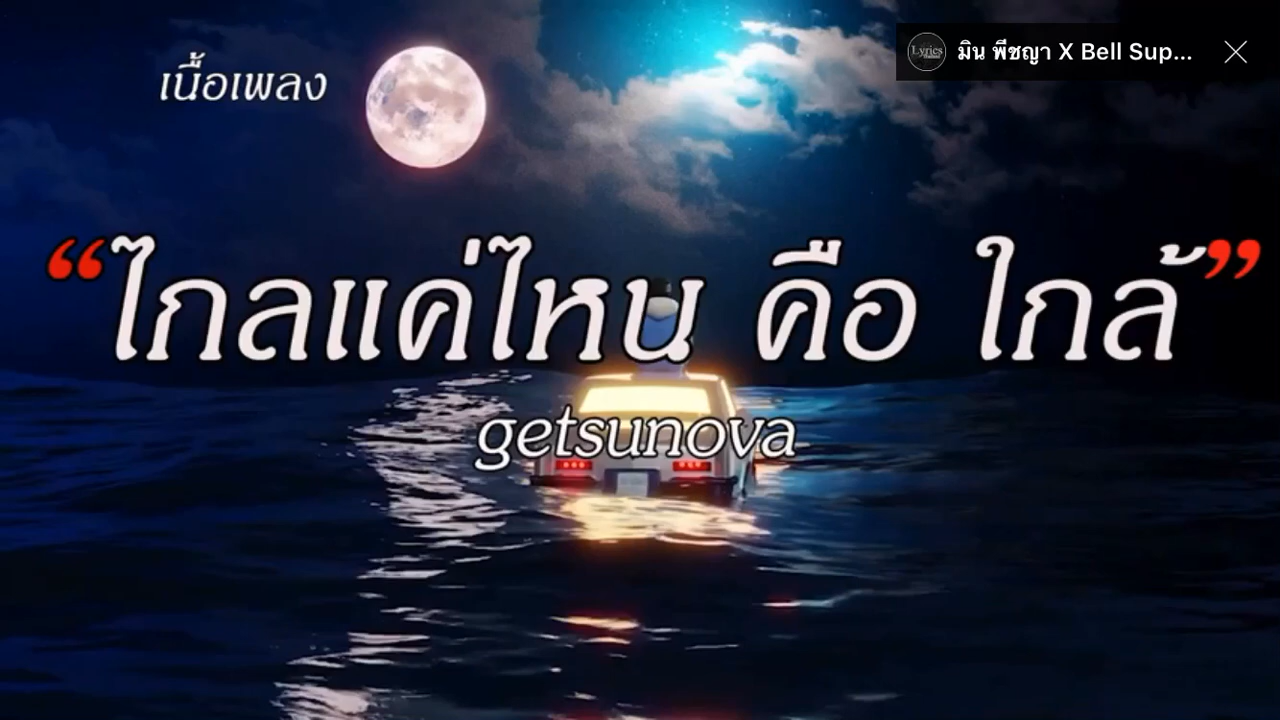 เนื้อเพลง
Lyrics
มิน พีชญา X Bell Sup...
“ไกลแค่ไหน คือ ใกล้”
getsunova